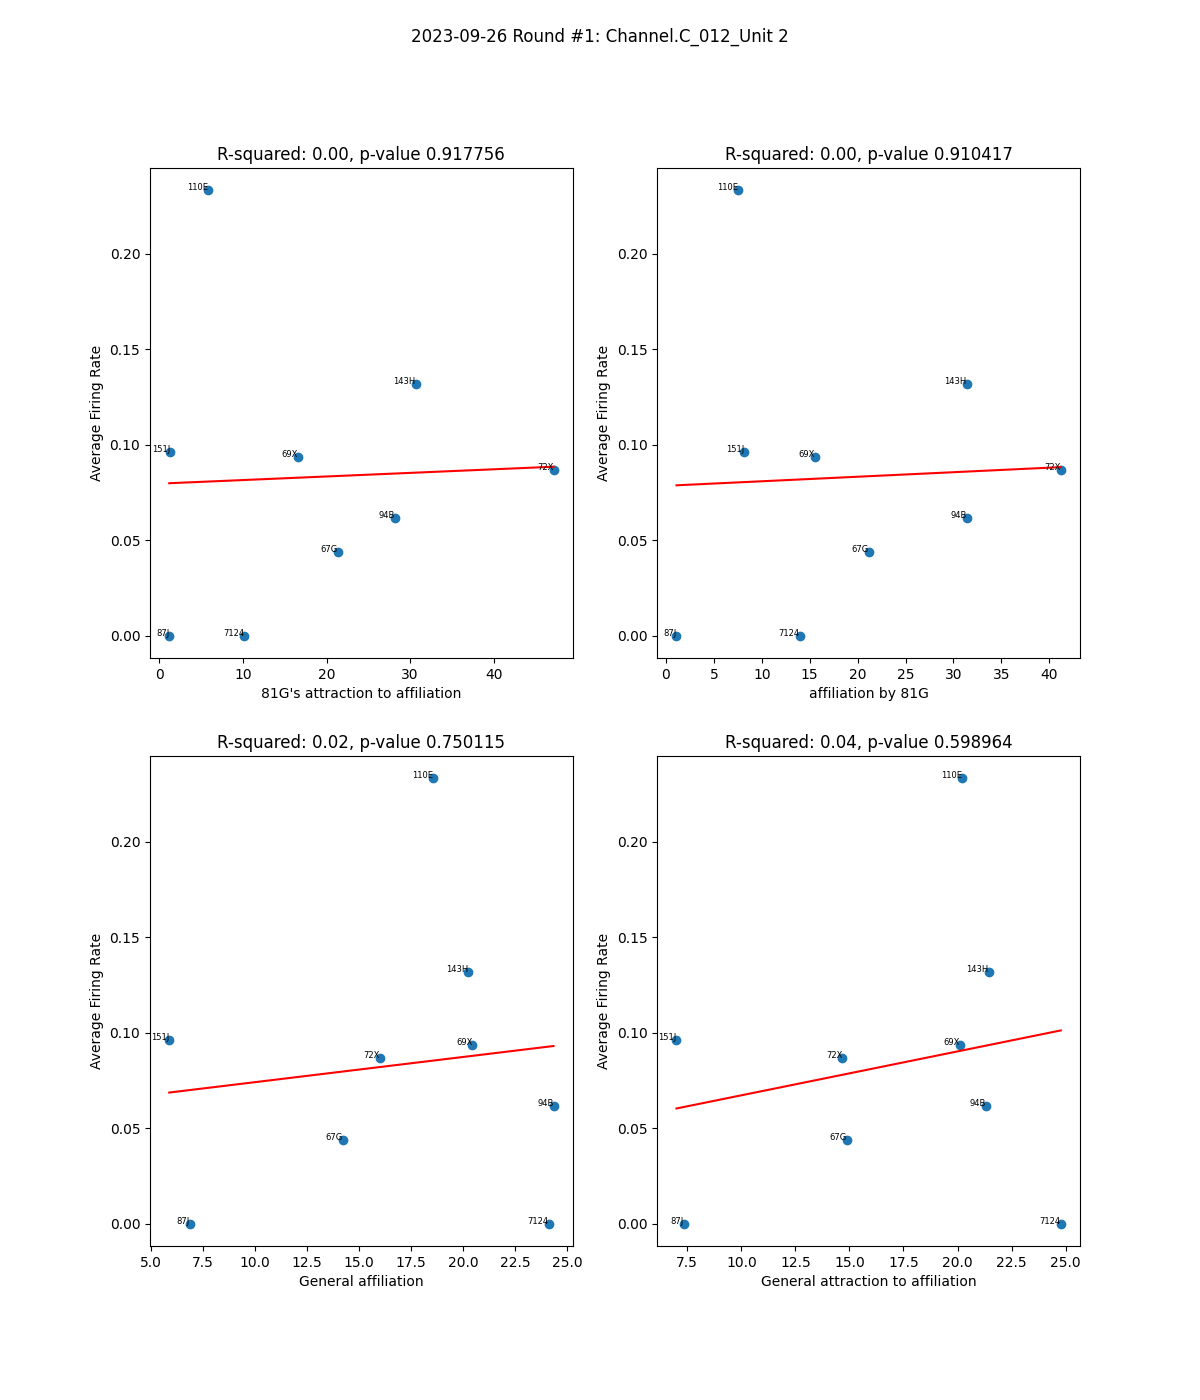 2023-09-26 Round #1: Channel.C_012_Unit 2
R-squared: 0.00, p-value 0.917756
110E
0.20
0.15
143H
0.10
151J
69X
72X
94B
0.05
67G
0.00
87J
7124
0
10
20
30
40
Average Firing Rate
81G's attraction to affiliation
R-squared: 0.00, p-value 0.910417
110E
0.20
0.15
143H
0.10
151J
69X
72X
94B
0.05
67G
0.00
87J
7124
0
5
10
15
20
25
30
35
40
Average Firing Rate
affiliation by 81G
R-squared: 0.02, p-value 0.750115
110E
0.20
0.15
143H
0.10
151J
69X
72X
94B
0.05
67G
0.00
87J
7124
5.0
7.5
10.0
12.5
15.0
17.5
20.0
22.5
25.0
Average Firing Rate
General affiliation
R-squared: 0.04, p-value 0.598964
110E
0.20
0.15
143H
0.10
151J
69X
72X
94B
0.05
67G
0.00
87J
7124
7.5
10.0
12.5
15.0
17.5
20.0
22.5
25.0
Average Firing Rate
General attraction to affiliation